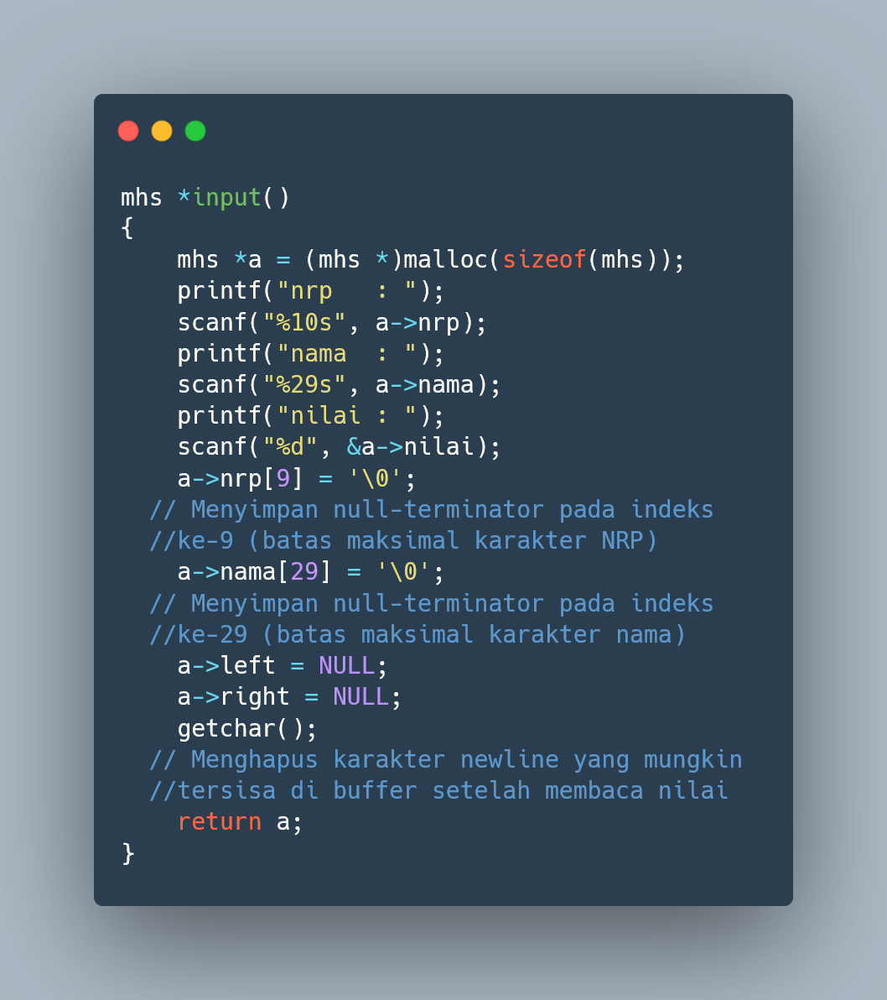 mhs *input()
{
    mhs *a = (mhs *)malloc(sizeof(mhs));
    printf("nrp   : ");
    scanf("%10s", a->nrp);
    printf("nama  : ");
    scanf("%29s", a->nama);
    printf("nilai : ");
    scanf("%d", &a->nilai);
    a->nrp[9] = '\0';
  // Menyimpan null-terminator pada indeks
  //ke-9 (batas maksimal karakter NRP)
    a->nama[29] = '\0';
  // Menyimpan null-terminator pada indeks
  //ke-29 (batas maksimal karakter nama)
    a->left = NULL;
    a->right = NULL;
    getchar();
  // Menghapus karakter newline yang mungkin
  //tersisa di buffer setelah membaca nilai
    return a;
}